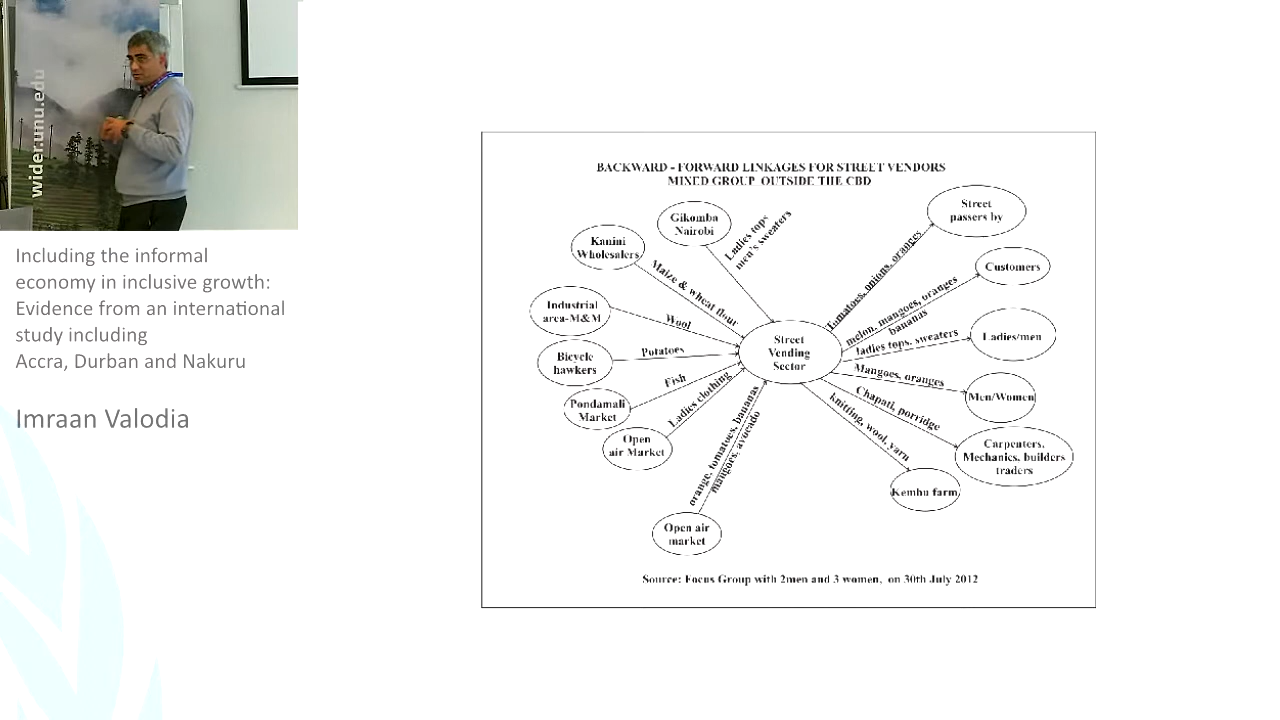 wider.unu.edu
Including the informal
economy in inclusive growth:
Evidence from an international
study including
Accra, Durban and Nakuru
Imraan Valodia
BACKWARD - FORWARD LINKAGES FOR STREET VENDORS
MIXED GROUP OUTSIDE THE CBD
Gikomba
Nairobi
Ladies tops
men's sweaters
Kanini
Wholesalers
Maize & wheat flour
Industrial
area-M&M
Wool
Bicycle
hawkers
Potatoes
Pondamali
Market
Fish
Open
air Market
Ladies clothing
Open air
market
orange, tomatoes, bananas
mangoes, avocado
Street
Vending
Sector
Tomatoes, onions, oranges
Street
passers by
melon, mangoes, oranges
bananas
Customers
ladies tops, sweaters
Ladies/men
Mangoes, oranges
Men/Women
Chapati, porridge
Carpenters,
Mechanics, builders
traders
knitting, wool, yarn
Kembu farm
Source: Focus Group with 2men and 3 women, on 30th July 2012